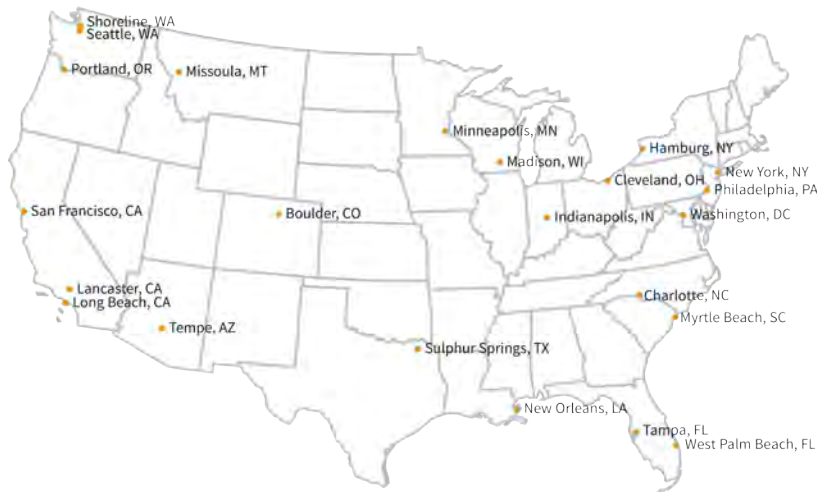 Shoreline, WA
Seattle, WA
Portland, OR
Missoula, MT
Minneapolis, MN
Hamburg, NY
Madison, WI
New York, NY
Cleveland, OH
Philadelphia, PA
San Francisco, CA
Boulder, CO
Indianapolis, IN
Washington, DC
Lancaster, CA
Long Beach, CA
Charlotte, NC
Myrtle Beach, SC
Tempe, AZ
Sulphur Springs, TX
New Orleans, LA
Tampa, FL
West Palm Beach, FL